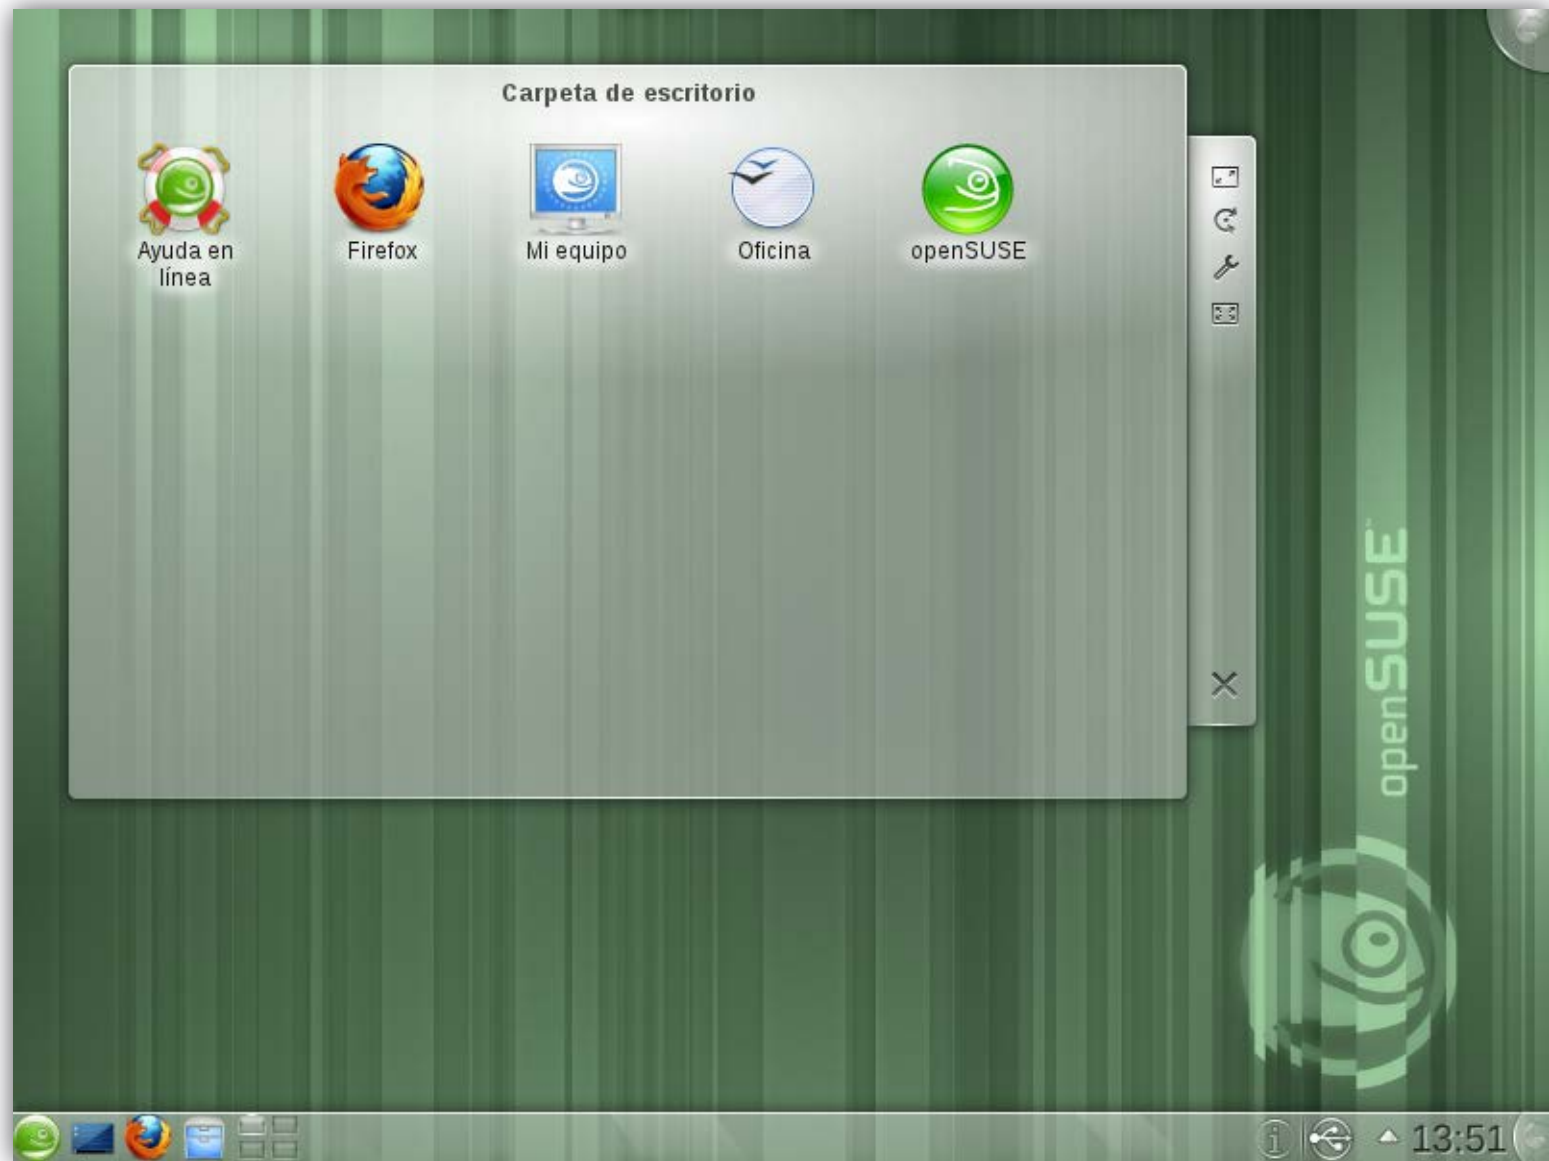 Carpeta de escritorio
Ayuda en
línea
Firefox
Mi equipo
Oficina
openSUSE
openSUSE
13:51